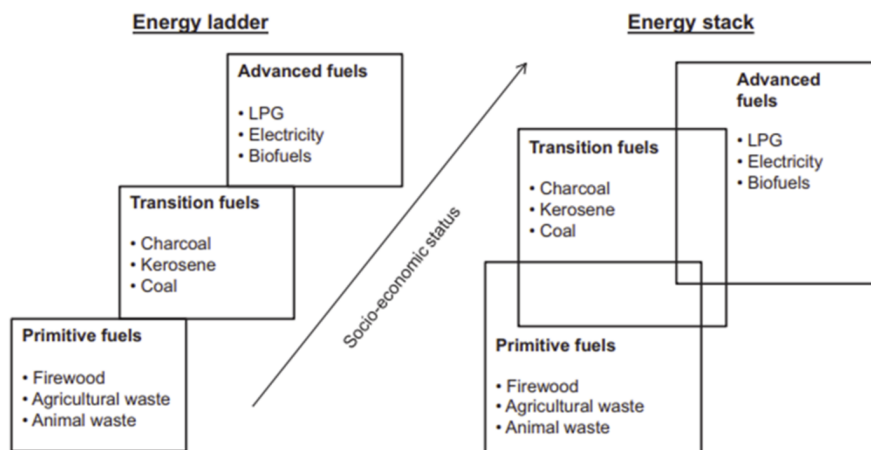 Energy ladder
Advanced fuels
• LPG
• Electricity
• Biofuels
Transition fuels
• Charcoal
• Kerosene
• Coal
Primitive fuels
• Firewood
• Agricultural waste
• Animal waste
Socio-economic status
Energy stack
Advanced
fuels
• LPG
• Electricity
• Biofuels
Transition fuels
• Charcoal
• Kerosene
• Coal
Primitive fuels
• Firewood
• Agricultural waste
• Animal waste